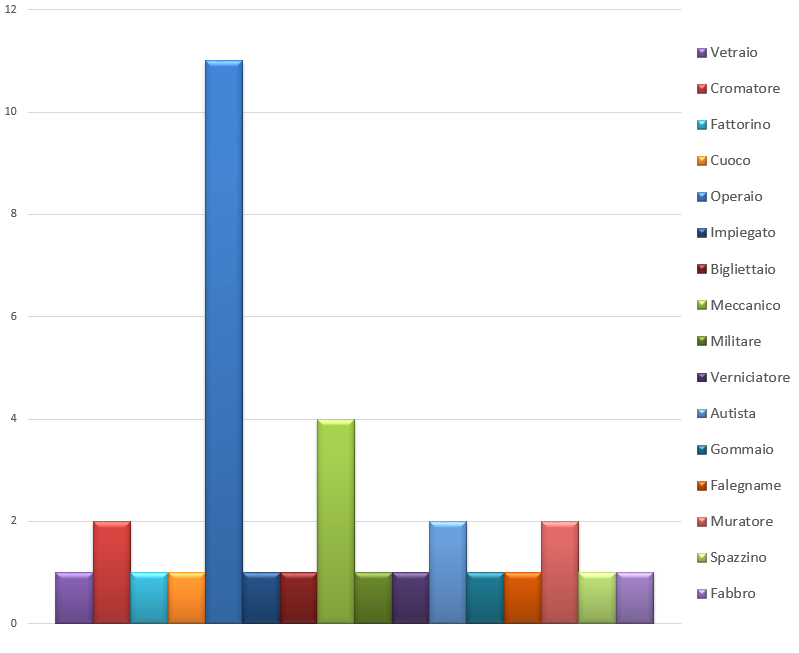 12
10
8
6
4
2
0
Vetraio
Cromatore
Fattorino
Cuoco
Operaio
Impiegato
Bigliettaio
Meccanico
Militare
Verniciatore
Autista
Gommaio
Falegname
Muratore
Spazzino
Fabbro